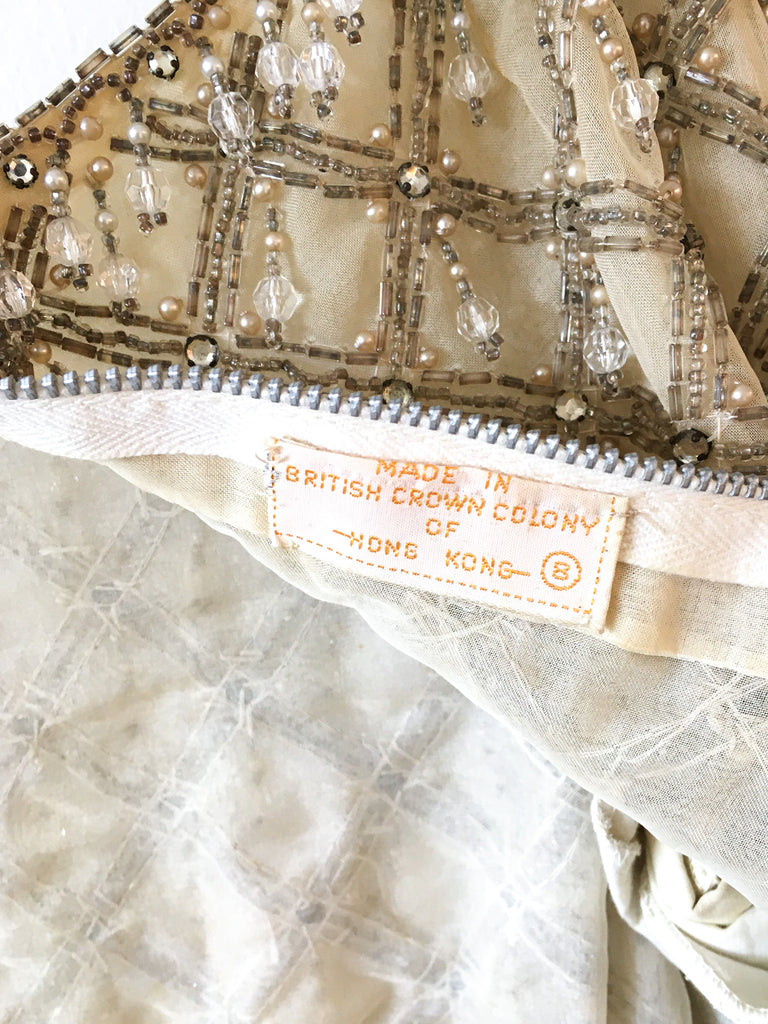 MADE IN
BRITISH CROWN COLONY
OF
—HONG KONG— ⑧